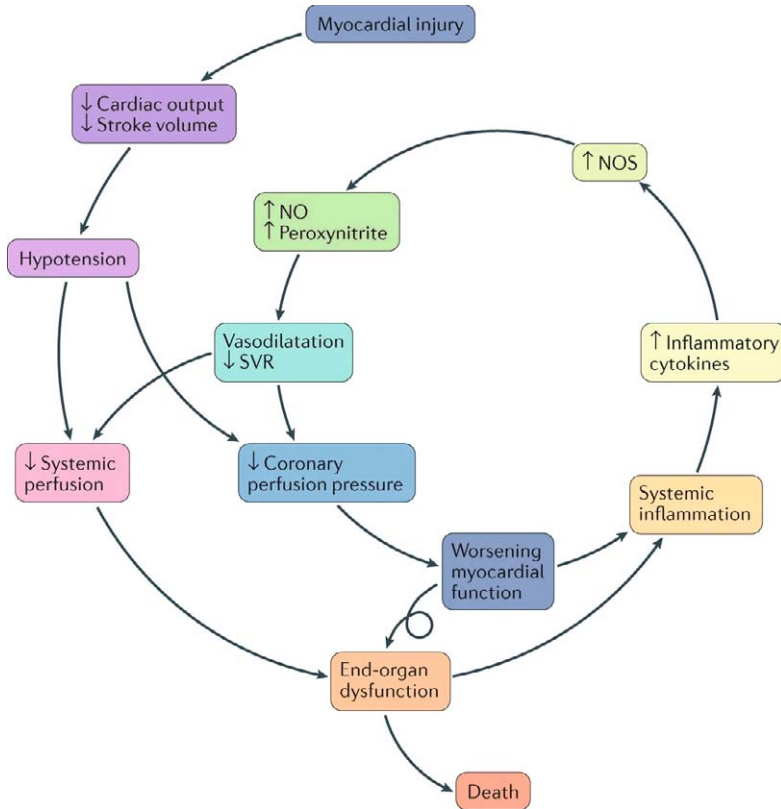 Myocardial injury
↓ Cardiac output
↓ Stroke volume
↑ NOS
↑ NO
↑ Peroxynitrite
Hypotension
Vasodilatation
↓ SVR
↑ Inflammatory
cytokines
↓ Systemic
perfusion
↓ Coronary
perfusion pressure
Systemic
inflammation
Worsening
myocardial
function
End-organ
dysfunction
Death